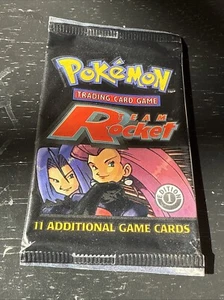 POKéMON
TRADING CARD GAME
TEAM
Rocket
Edition
1
11 ADDITIONAL GAME CARDS